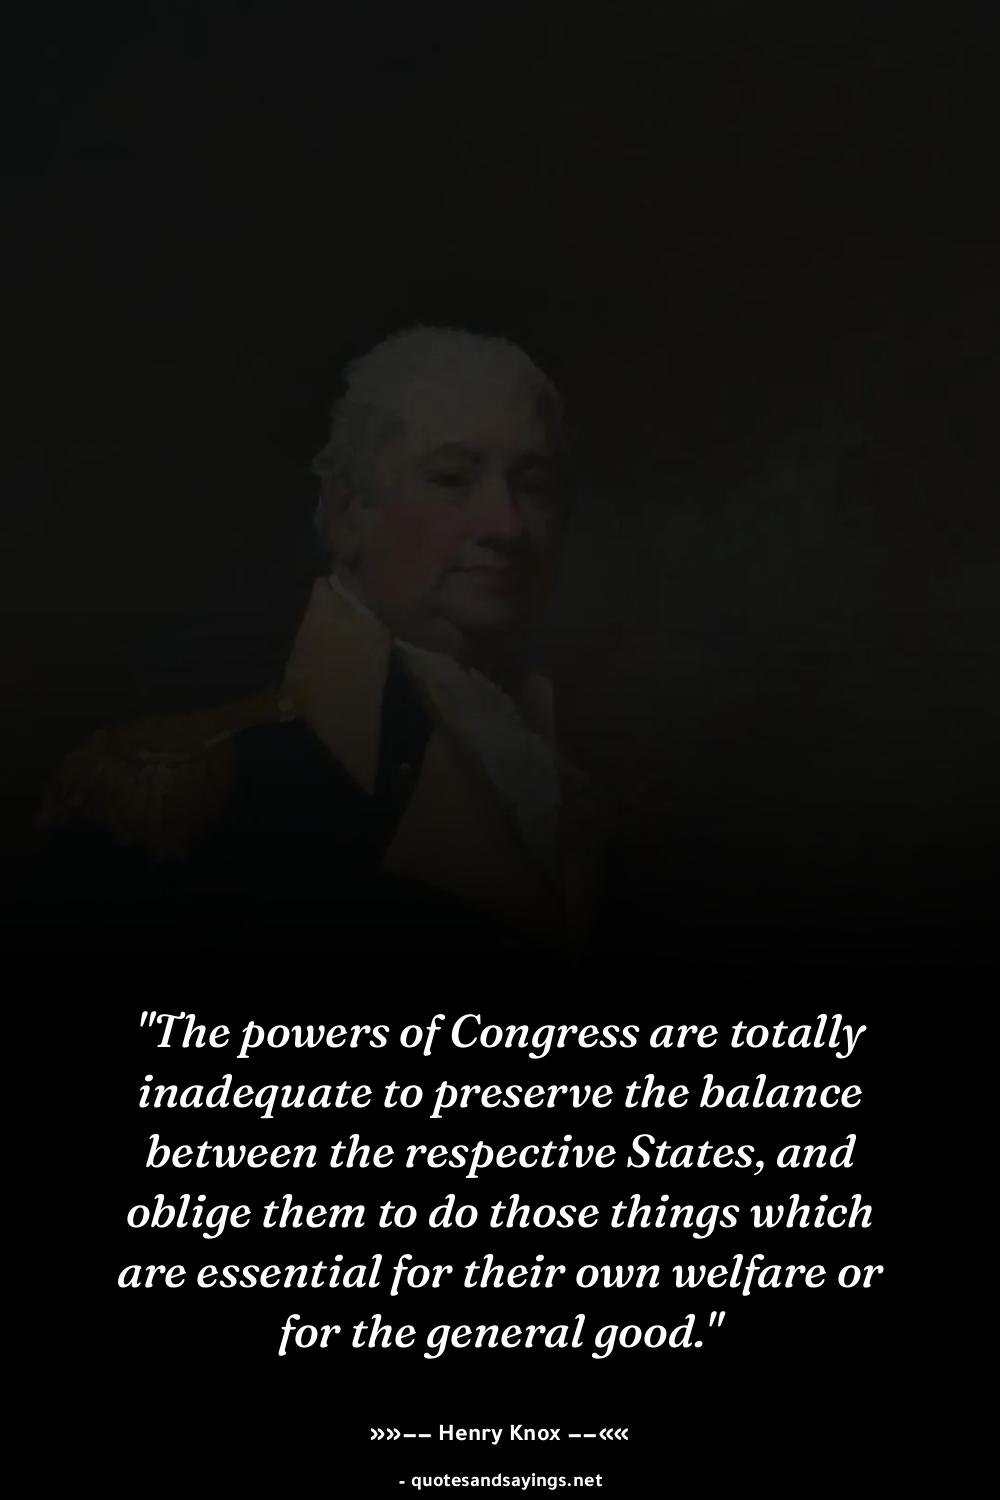 "The powers of Congress are totally
inadequate to preserve the balance
between the respective States, and
oblige them to do those things which
are essential for their own welfare or
for the general good."
»»−− Henry Knox −−««
- quotesandsayings.net